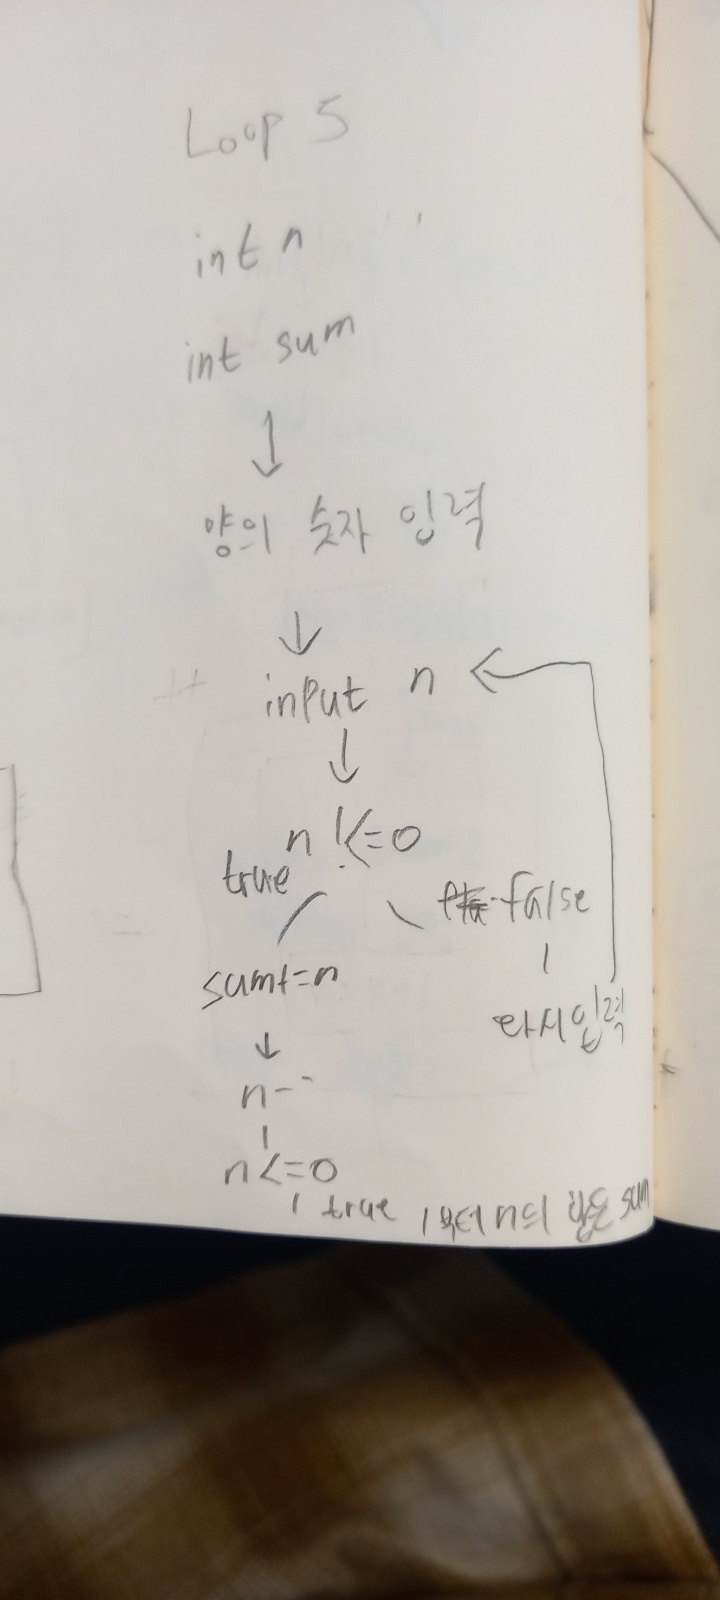 Loop 5
int n
int sum
↓
양의 숫자 입력
↓
input n
↓
n !<=0
true
false
sum+=n
다시입력
↓
n--
n<=0
true 1부터 n의 합은 sum